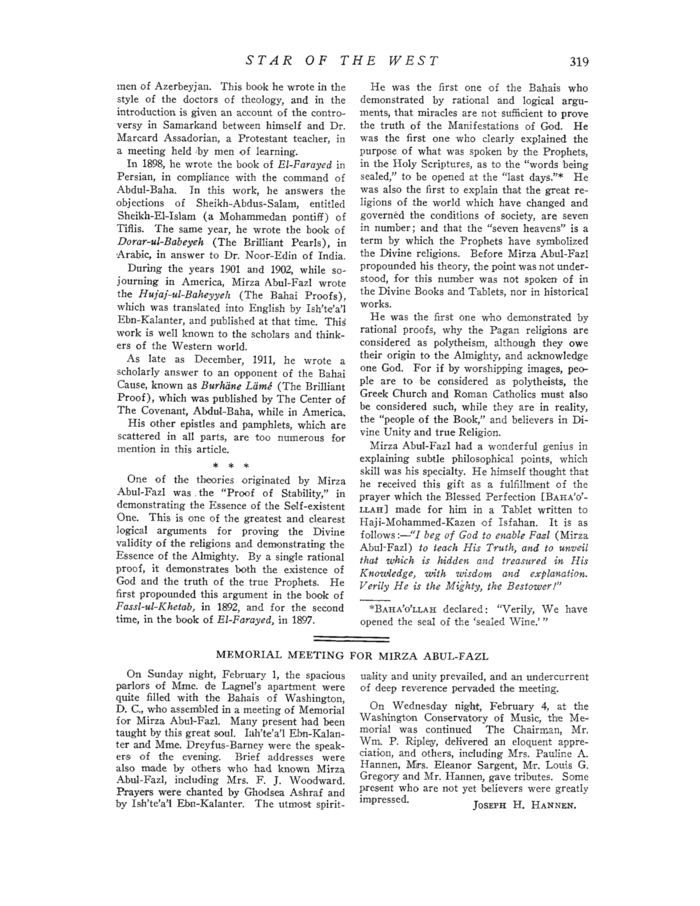 STAR OF THE WEST 319
men of Azerbeyjan. This book he wrote in the
style of the doctors of theology, and in the
introduction is given an account of the contro-
versy in Samarkand between himself and Dr.
Marcard Assadorian, a Protestant teacher, in
a meeting held by men of learning.
In 1898, he wrote the book of El-Farayed in
Persian, in compliance with the command of
Abdul-Baha. In this work, he answers the
objections of Sheikh-Abdus-Salam, entitled
Sheikh-El-Islam (a Mohammedan pontiff) of
Tiflis. The same year, he wrote the book of
Dorar-ul-Babeyeh (The Brilliant Pearls), in
Arabic, in answer to Dr. Noor-Edin of India.
During the years 1901 and 1902, while so-
journing in America, Mirza Abul-Fazl wrote
the Hujaj-ul-Baheyyeh (The Bahai Proofs),
which was translated into English by Ish'te'a'l
Ebn-Kalanter, and published at that time. This
work is well known to the scholars and think-
ers of the Western world.
As late as December, 1911, he wrote a
scholarly answer to an opponent of the Bahai
Cause, known as Burhäne Lämé (The Brilliant
Proof), which was published by The Center of
The Covenant, Abdul-Baha, while in America.
His other epistles and pamphlets, which are
scattered in all parts, are too numerous for
mention in this article.
* * *
One of the theories originated by Mirza
Abul-Fazl was the "Proof of Stability," in
demonstrating the Essence of the Self-existent
One. This is one of the greatest and clearest
logical arguments for proving the Divine
validity of the religions and demonstrating the
Essence of the Almighty. By a single rational
proof, it demonstrates both the existence of
God and the truth of the true Prophets. He
first propounded this argument in the book of
Fassl-ul-Khetab, in 1892, and for the second
time, in the book of El-Farayed, in 1897.
He was the first one of the Bahais who
demonstrated by rational and logical argu-
ments, that miracles are not sufficient to prove
the truth of the Manifestations of God. He
was the first one who clearly explained the
purpose of what was spoken by the Prophets,
in the Holy Scriptures, as to the "words being
sealed," to be opened at the "last days."* He
was also the first to explain that the great re-
ligions of the world which have changed and
governed the conditions of society, are seven
in number; and that the "seven heavens" is a
term by which the Prophets have symbolized
the Divine religions. Before Mirza Abul-Fazl
propounded his theory, the point was not under-
stood, for this number was not spoken of in
the Divine Books and Tablets, nor in historical
works.
He was the first one who demonstrated by
rational proofs, why the Pagan religions are
considered as polytheism, although they owe
their origin to the Almighty, and acknowledge
one God. For if by worshipping images, peo-
ple are to be considered as polytheists, the
Greek Church and Roman Catholics must also
be considered such, while they are in reality,
the "people of the Book," and believers in Di-
vine Unity and true Religion.
Mirza Abul-Fazl had a wonderful genius in
explaining subtle philosophical points, which
skill was his specialty. He himself thought that
he received this gift as a fulfillment of the
prayer which the Blessed Perfection [BAHA'O'-
LLAH] made for him in a Tablet written to
Haji-Mohammed-Kazen of Isfahan. It is as
follows:—"I beg of God to enable Fazl (Mirza
Abul-Fazl) to teach His Truth, and to unveil
that which is hidden and treasured in His
Knowledge, with wisdom and explanation.
Verily He is the Mighty, the Bestower!"
*BAHA'O'LLAH declared: "Verily, We have
opened the seal of the 'sealed Wine.'"
MEMORIAL MEETING FOR MIRZA ABUL-FAZL
On Sunday night, February 1, the spacious
parlors of Mme. de Lagnel's apartment were
quite filled with the Bahais of Washington,
D. C., who assembled in a meeting of Memorial
for Mirza Abul-Fazl. Many present had been
taught by this great soul. Ish'te'a'l Ebn-Kalan-
ter and Mme. Dreyfus-Barney were the speak-
ers of the evening. Brief addresses were
also made by others who had known Mirza
Abul-Fazl, including Mrs. F. J. Woodward.
Prayers were chanted by Ghodsea Ashraf and
by Ish'te'a'l Ebn-Kalanter. The utmost spirit-
uality and unity prevailed, and an undercurrent
of deep reverence pervaded the meeting.
On Wednesday night, February 4, at the
Washington Conservatory of Music, the Me-
morial was continued The Chairman, Mr.
Wm. P. Ripley, delivered an eloquent appre-
ciation, and others, including Mrs. Pauline A.
Hannen, Mrs. Eleanor Sargent, Mr. Louis G.
Gregory and Mr. Hannen, gave tributes. Some
present who are not yet believers were greatly
impressed.
JOSEPH H. HANNEN.